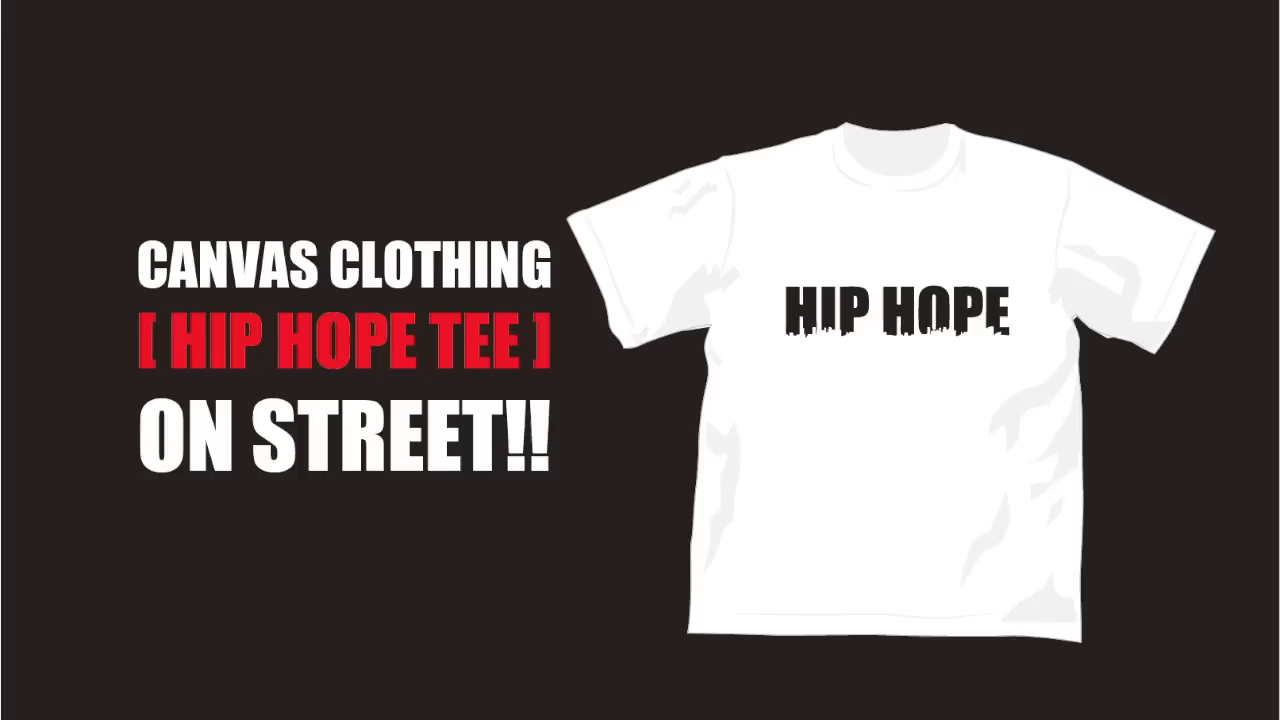 CANVAS CLOTHING
[ HIP HOPE TEE ]
ON STREET!!
HIP HOPE